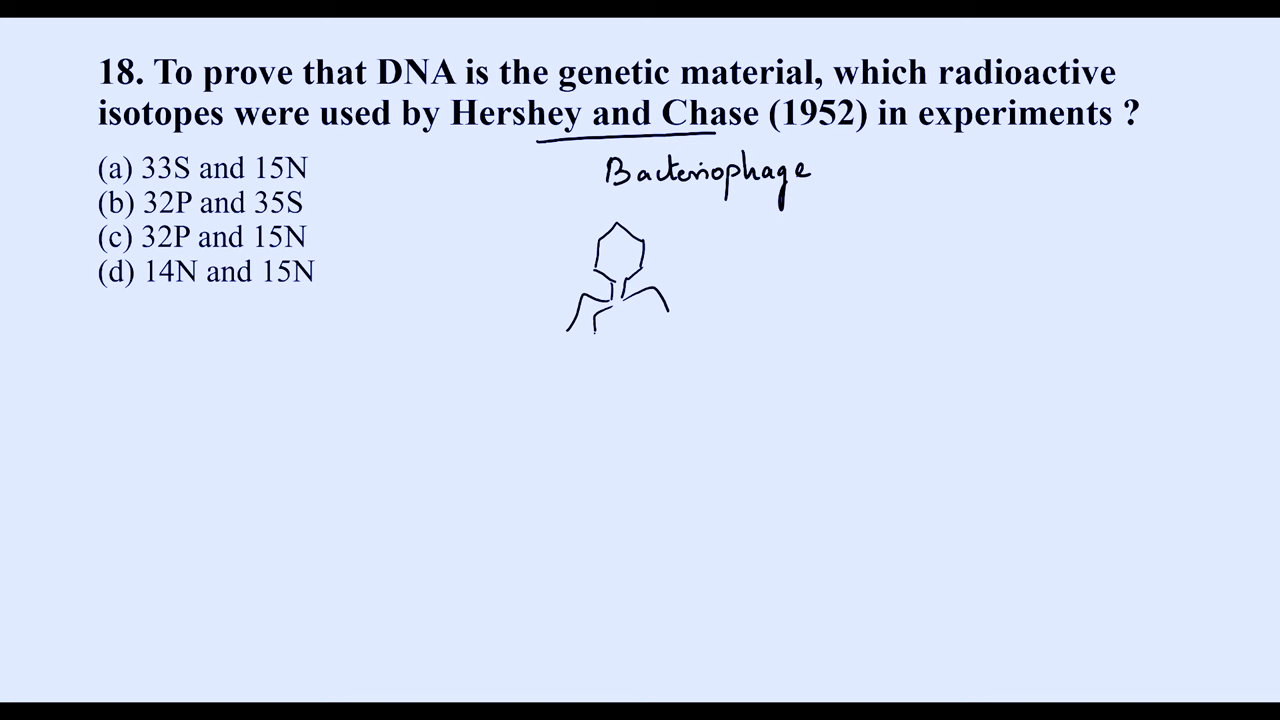 18. To prove that DNA is the genetic material, which radioactive
isotopes were used by Hershey and Chase (1952) in experiments ?
Bacteriophage
(a) 33S and 15N
(b) 32P and 35S
(c) 32P and 15N
(d) 14N and 15N